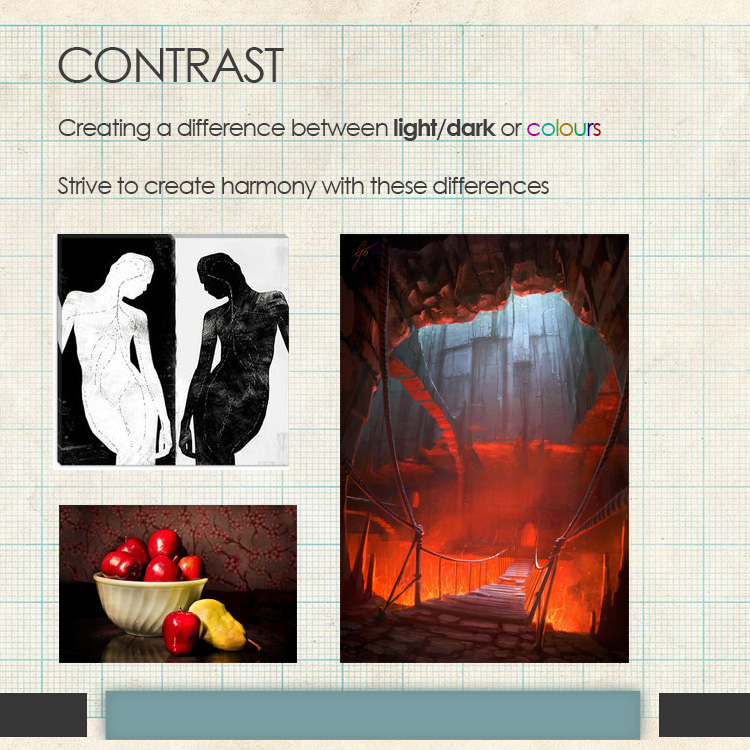 CONTRAST
Creating a difference between light/dark or colours
Strive to create harmony with these differences